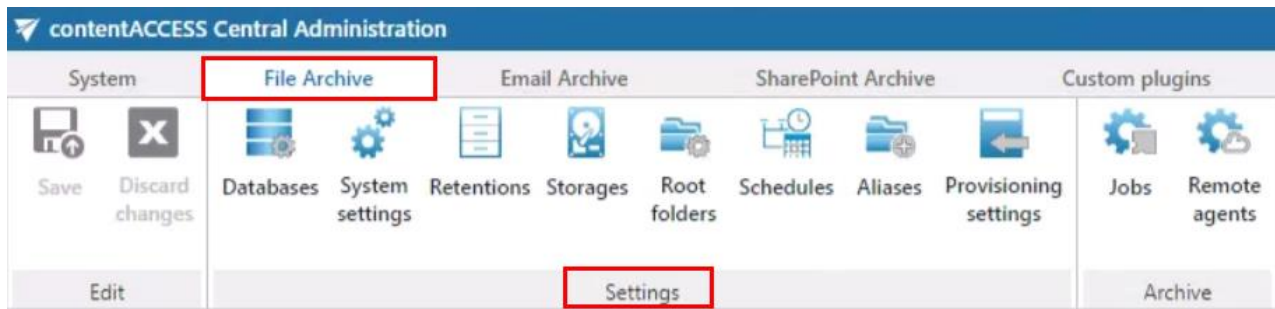 contentACCESS Central Administration
System File Archive Email Archive SharePoint Archive Custom plugins
Save Discard changes Databases System settings Retentions Storages Root folders Schedules Aliases Provisioning settings Jobs Remote agents
Edit Settings Archive